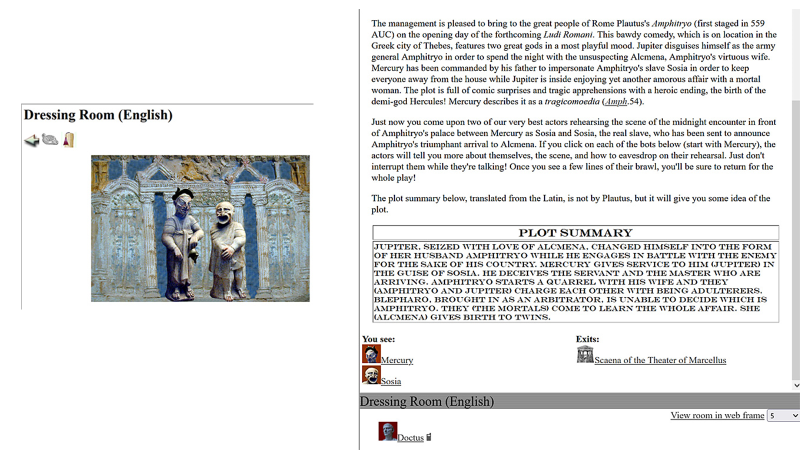 Dressing Room (English)
The management is pleased to bring to the great people of Rome Plautus's Amphitryo (first staged in 559
AUC) on the opening day of the forthcoming Ludi Romani. This bawdy comedy, which is on location in the
Greek city of Thebes, features two great gods in a most playful mood. Jupiter disguises himself as the army
general Amphitryo in order to spend the night with the unsuspecting Alcmena, Amphitryo's virtuous wife.
Mercury has been commanded by his father to impersonate Amphitryo's slave Sosia in order to keep
everyone away from the house while Jupiter is inside enjoying yet another amorous affair with a mortal
woman. The plot is full of comic surprises and tragic apprehensions with a heroic ending, the birth of the
demi-god Hercules! Mercury describes it as a tragicomoedia (Amph.54).
Just now you come upon two of our very best actors rehearsing the scene of the midnight encounter in front
of Amphitryo's palace between Mercury as Sosia and Sosia, the real slave, who has been sent to announce
Amphitryo's triumphant arrival to Alcmena. If you click on each of the bots below (start with Mercury), the
actors will tell you more about themselves, the scene, and how to eavesdrop on their rehearsal. Just don't
interrupt them while they're talking! Once you see a few lines of their brawl, you'll be sure to return for the
whole play!
The plot summary below, translated from the Latin, is not by Plautus, but it will give you some idea of the
plot.
PLOT SUMMARY
JUPITER, SEIZED WITH LOVE OF ALCMENA, CHANGED HIMSELF INTO THE FORM
OF HER HUSBAND AMPHITRYO WHILE HE ENGAGES IN BATTLE WITH THE ENEMY
FOR THE SAKE OF HIS COUNTRY. MERCURY GIVES SERVICE TO HIM (JUPITER) IN
THE GUISE OF SOSIA. HE DECEIVES THE SERVANT AND THE MASTER WHO ARE
ARRIVING. AMPHITRYO STARTS A QUARREL WITH HIS WIFE AND THEY
(AMPHITRYO AND JUPITER) CHARGE EACH OTHER WITH BEING ADULTERERS.
BLEPHARO, BROUGHT IN AS AN ARBITRATOR, IS UNABLE TO DECIDE WHICH IS
AMPHITRYO. THEY (THE MORTALS) COME TO LEARN THE WHOLE AFFAIR. SHE
(ALCMENA) GIVES BIRTH TO TWINS.
You see: Exits:
Mercury Scaena of the Theater of Marcellus
Sosia
Dressing Room (English)
View room in web frame 5
Doctus